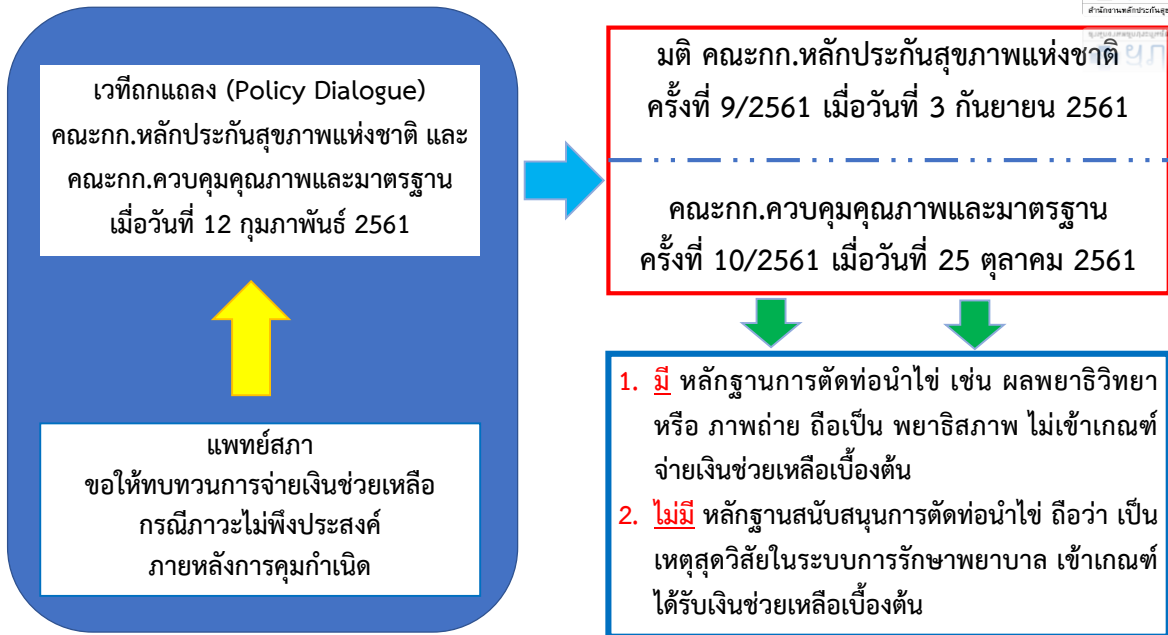 สำนักงานหลักประกันสุข
เวทีถกแถลง (Policy Dialogue)
คณะกก.หลักประกันสุขภาพแห่งชาติ และ
คณะกก.ควบคุมคุณภาพและมาตรฐาน
เมื่อวันที่ 12 กุมภาพันธ์ 2561
แพทย์สภา
ขอให้ทบทวนการจ่ายเงินช่วยเหลือ
กรณีภาวะไม่พึงประสงค์
ภายหลังการคุมกำเนิด
มติ คณะกก.หลักประกันสุขภาพแห่งชาติ
ครั้งที่ 9/2561 เมื่อวันที่ 3 กันยายน 2561
คณะกก.ควบคุมคุณภาพและมาตรฐาน
ครั้งที่ 10/2561 เมื่อวันที่ 25 ตุลาคม 2561
1. มี หลักฐานการตัดท่อนำไข่ เช่น ผลพยาธิวิทยา
หรือ ภาพถ่าย ถือเป็น พยาธิสภาพ ไม่เข้าเกณฑ์
จ่ายเงินช่วยเหลือเบื้องต้น
2. ไม่มี หลักฐานสนับสนุนการตัดท่อนำไข่ ถือว่า เป็น
เหตุสุดวิสัยในระบบการรักษาพยาบาล เข้าเกณฑ์
ได้รับเงินช่วยเหลือเบื้องต้น